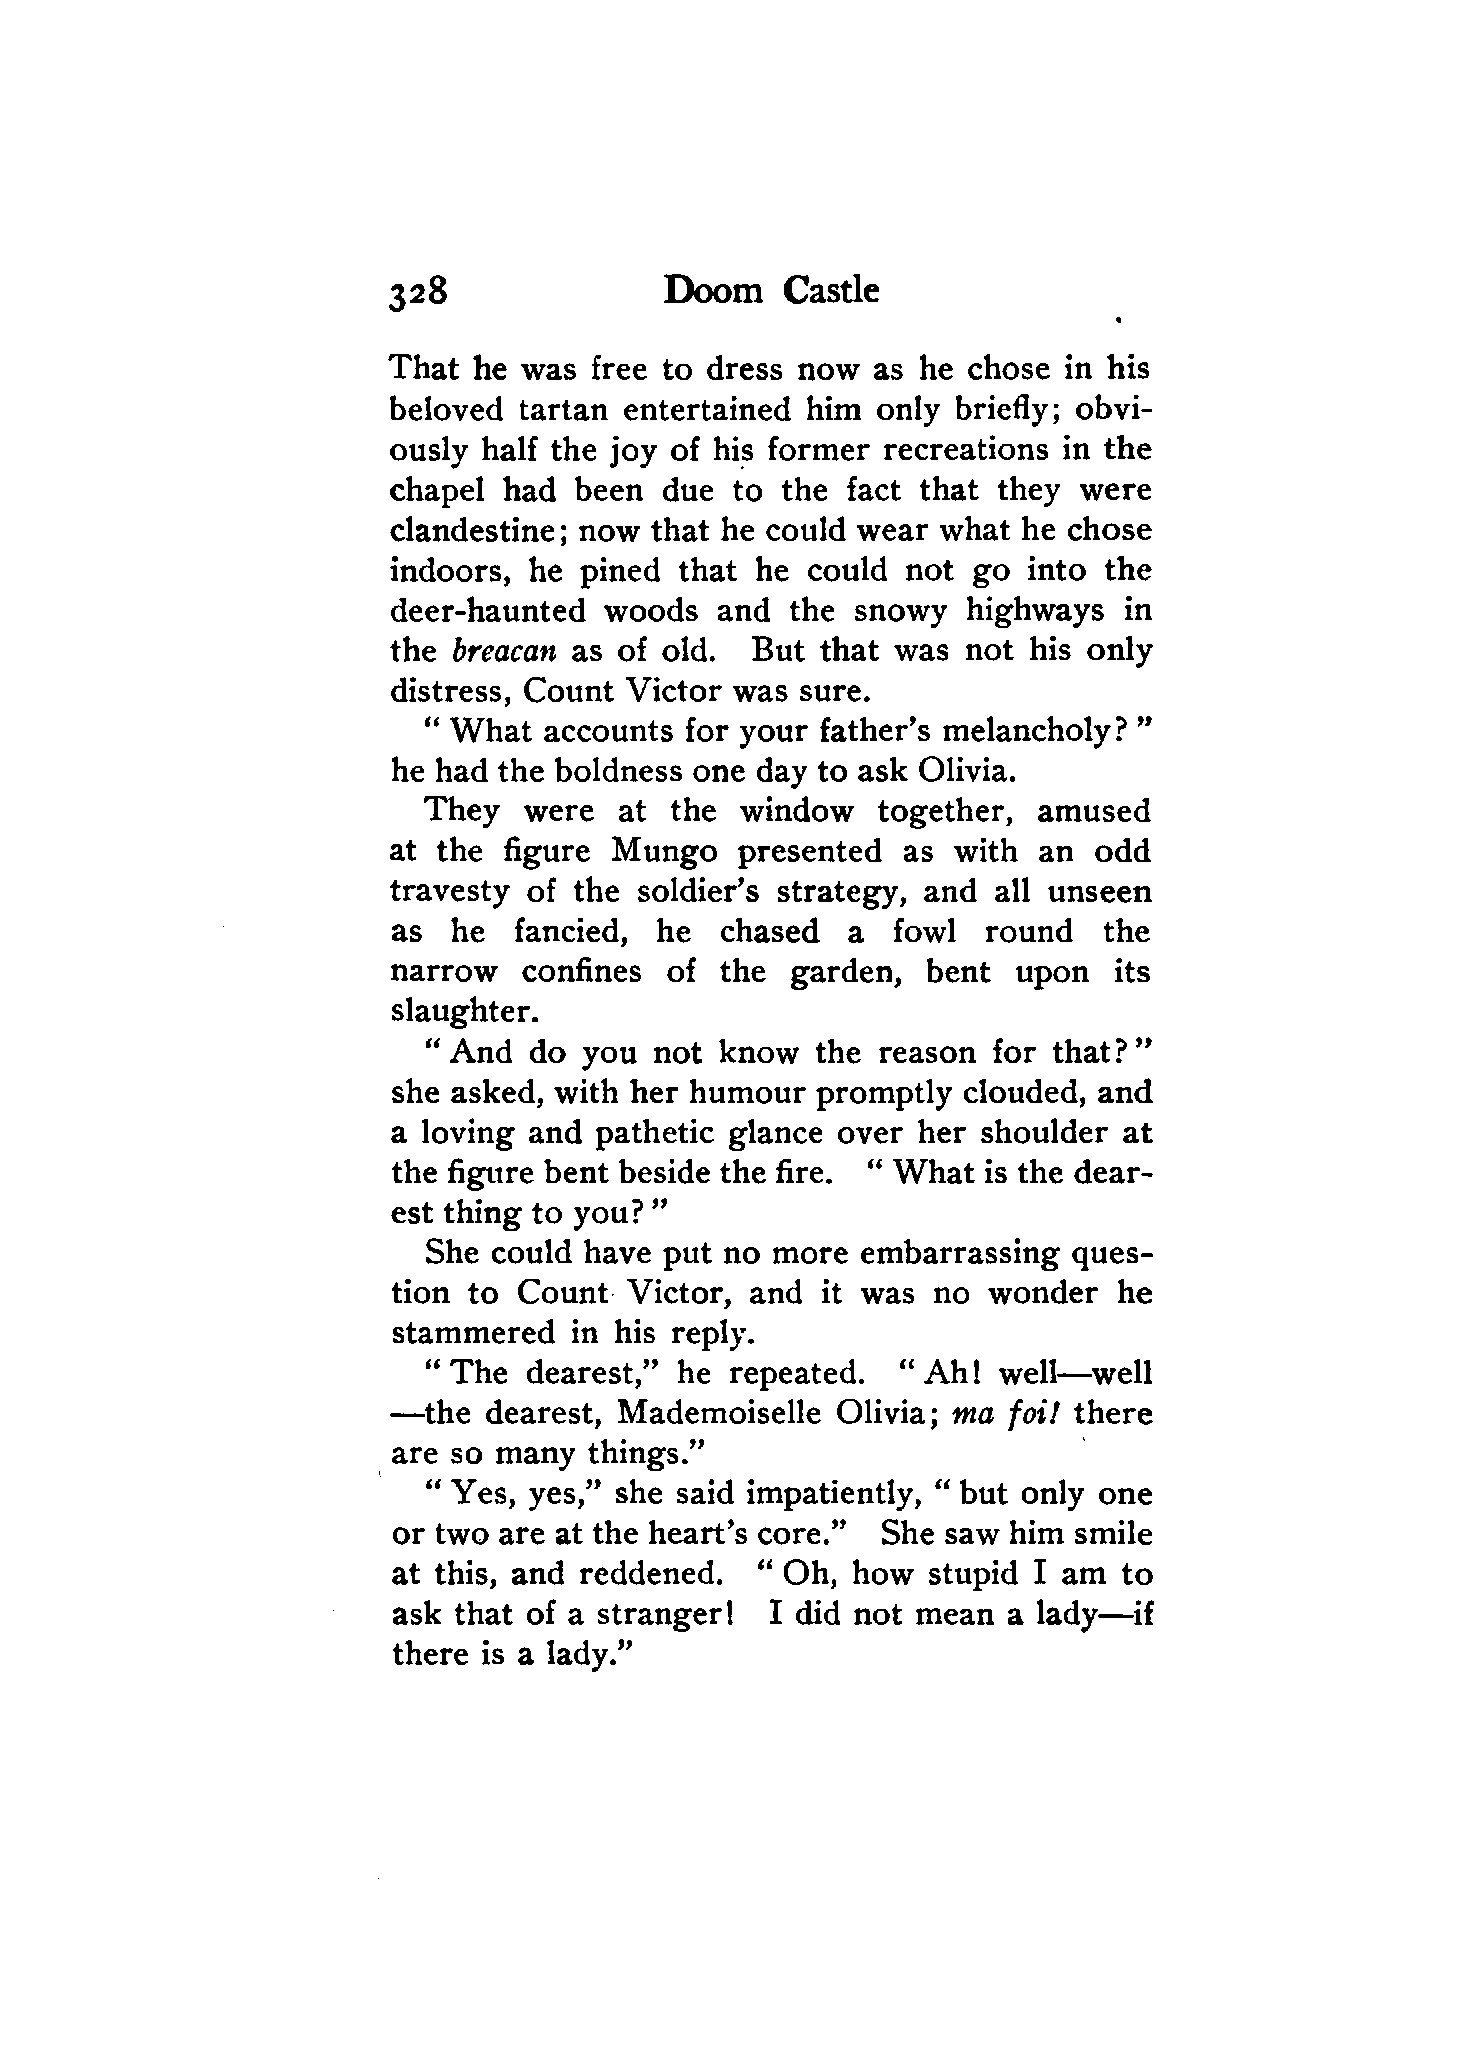 328 Doom Castle
That he was free to dress now as he chose in his
beloved tartan entertained him only briefly; obvi-
ously half the joy of his former recreations in the
chapel had been due to the fact that they were
clandestine; now that he could wear what he chose
indoors, he pined that he could not go into the
deer-haunted woods and the snowy highways in
the breacan as of old. But that was not his only
distress, Count Victor was sure.
“ What accounts for your father’s melancholy? ”
he had the boldness one day to ask Olivia.
They were at the window together, amused
at the figure Mungo presented as with an odd
travesty of the soldier’s strategy, and all unseen
as he fancied, he chased a fowl round the
narrow confines of the garden, bent upon its
slaughter.
“ And do you not know the reason for that? ”
she asked, with her humour promptly clouded, and
a loving and pathetic glance over her shoulder at
the figure bent beside the fire. “ What is the dear-
est thing to you? ”
She could have put no more embarrassing ques-
tion to Count Victor, and it was no wonder he
stammered in his reply.
“ The dearest,” he repeated. “ Ah! well—well
—the dearest, Mademoiselle Olivia; ma foi! there
are so many things.”
“ Yes, yes,” she said impatiently, “ but only one
or two are at the heart’s core.” She saw him smile
at this, and reddened. “ Oh, how stupid I am to
ask that of a stranger! I did not mean a lady—if
there is a lady.”